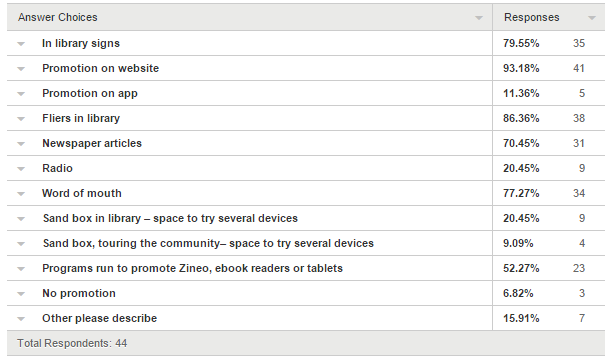 Answer Choices Responses
In library signs 79.55% 35
Promotion on website 93.18% 41
Promotion on app 11.36% 5
Fliers in library 86.36% 38
Newspaper articles 70.45% 31
Radio 20.45% 9
Word of mouth 77.27% 34
Sand box in library – space to try several devices 20.45% 9
Sand box, touring the community– space to try several devices 9.09% 4
Programs run to promote Zineo, ebook readers or tablets 52.27% 23
No promotion 6.82% 3
Other please describe 15.91% 7
Total Respondents: 44